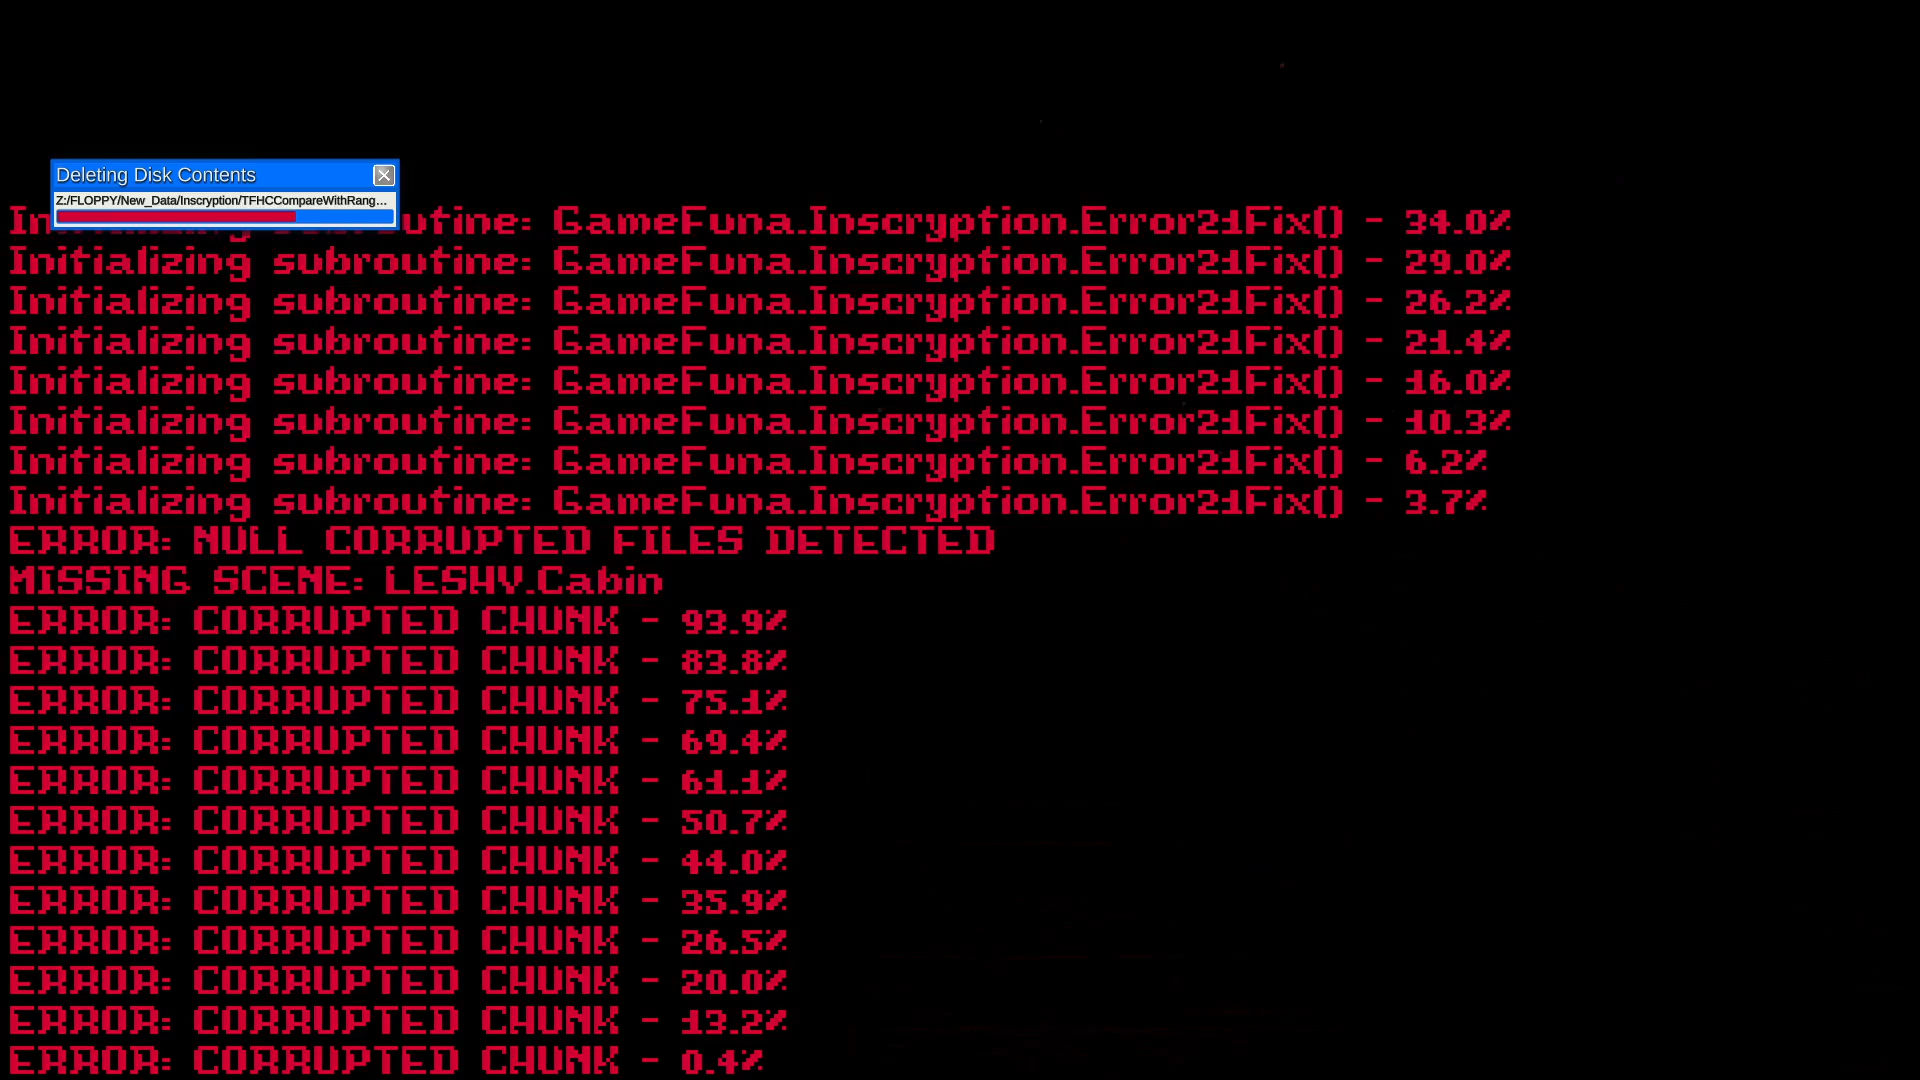 Deleting Disk Contents
Z:/FLOPPY/New_Data/Inscryption/TFHCCompareWithRang...
utine: GameFuna.Inscryption.Error21Fix() - 34.0%
Initializing subroutine: GameFuna.Inscryption.Error21Fix() - 29.0%
Initializing subroutine: GameFuna.Inscryption.Error21Fix() - 26.2%
Initializing subroutine: GameFuna.Inscryption.Error21Fix() - 21.4%
Initializing subroutine: GameFuna.Inscryption.Error21Fix() - 16.0%
Initializing subroutine: GameFuna.Inscryption.Error21Fix() - 10.3%
Initializing subroutine: GameFuna.Inscryption.Error21Fix() - 6.2%
Initializing subroutine: GameFuna.Inscryption.Error21Fix() - 3.7%
ERROR: NULL CORRUPTED FILES DETECTED
MISSING SCENE: LESHY.Cabin
ERROR: CORRUPTED CHUNK - 93.9%
ERROR: CORRUPTED CHUNK - 83.8%
ERROR: CORRUPTED CHUNK - 75.1%
ERROR: CORRUPTED CHUNK - 69.4%
ERROR: CORRUPTED CHUNK - 61.1%
ERROR: CORRUPTED CHUNK - 50.7%
ERROR: CORRUPTED CHUNK - 44.0%
ERROR: CORRUPTED CHUNK - 35.9%
ERROR: CORRUPTED CHUNK - 26.5%
ERROR: CORRUPTED CHUNK - 20.0%
ERROR: CORRUPTED CHUNK - 13.2%
ERROR: CORRUPTED CHUNK - 0.4%